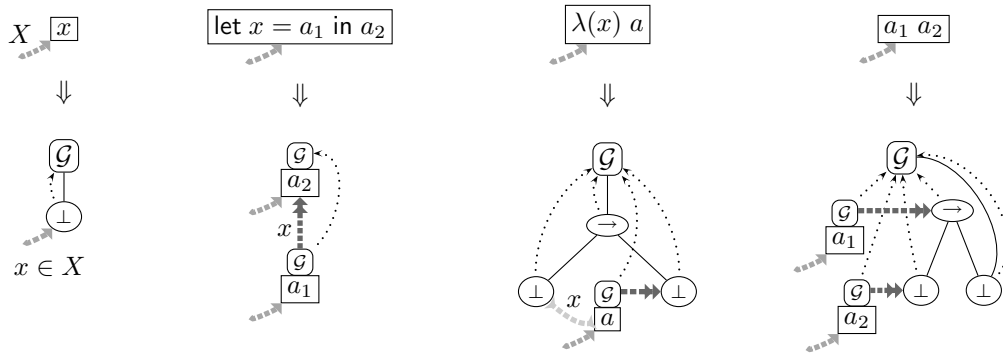 X x
let x = a₁ in a₂
λ(x) a
a₁ a₂
⇓ ⇓ ⇓ ⇓
𝒢 𝒢 𝒢 𝒢
a₂
→
𝒢 →
a₁
⊥
x
x ∈ X
𝒢
a₁
⊥ x 𝒢 ⊥
a
𝒢 ⊥ ⊥
a₂